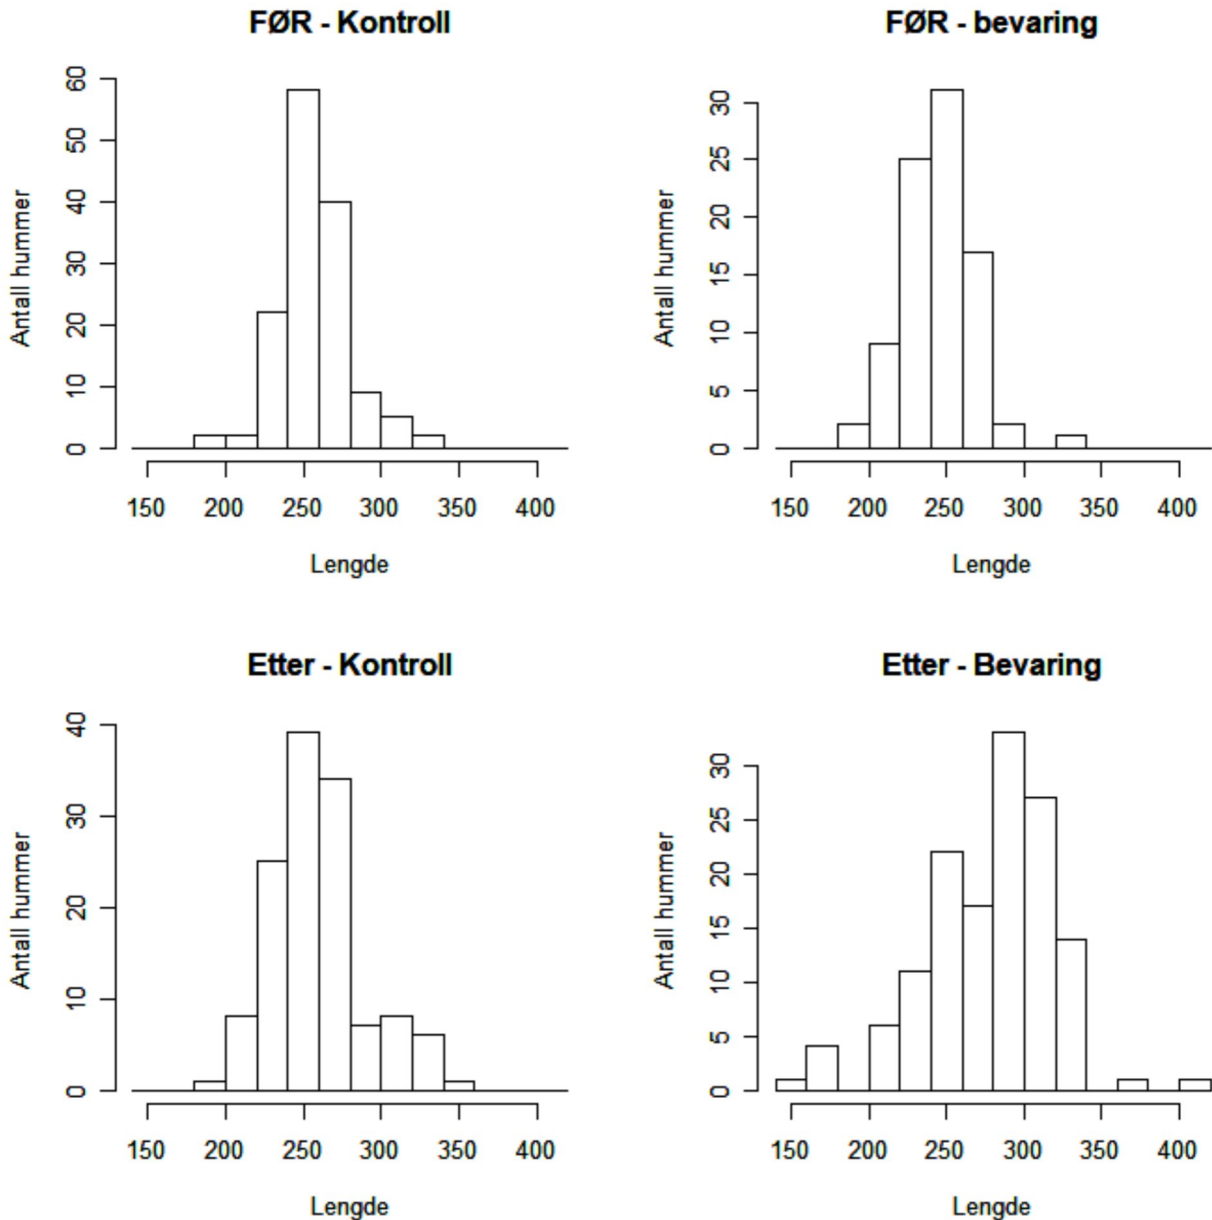 FØR - Kontroll
Antall hummer
0 10 20 30 40 50 60
150 200 250 300 350 400
Lengde
FØR - bevaring
Antall hummer
0 5 10 15 20 25 30
150 200 250 300 350 400
Lengde
Etter - Kontroll
Antall hummer
0 10 20 30 40
150 200 250 300 350 400
Lengde
Etter - Bevaring
Antall hummer
0 5 10 15 20 25 30
150 200 250 300 350 400
Lengde